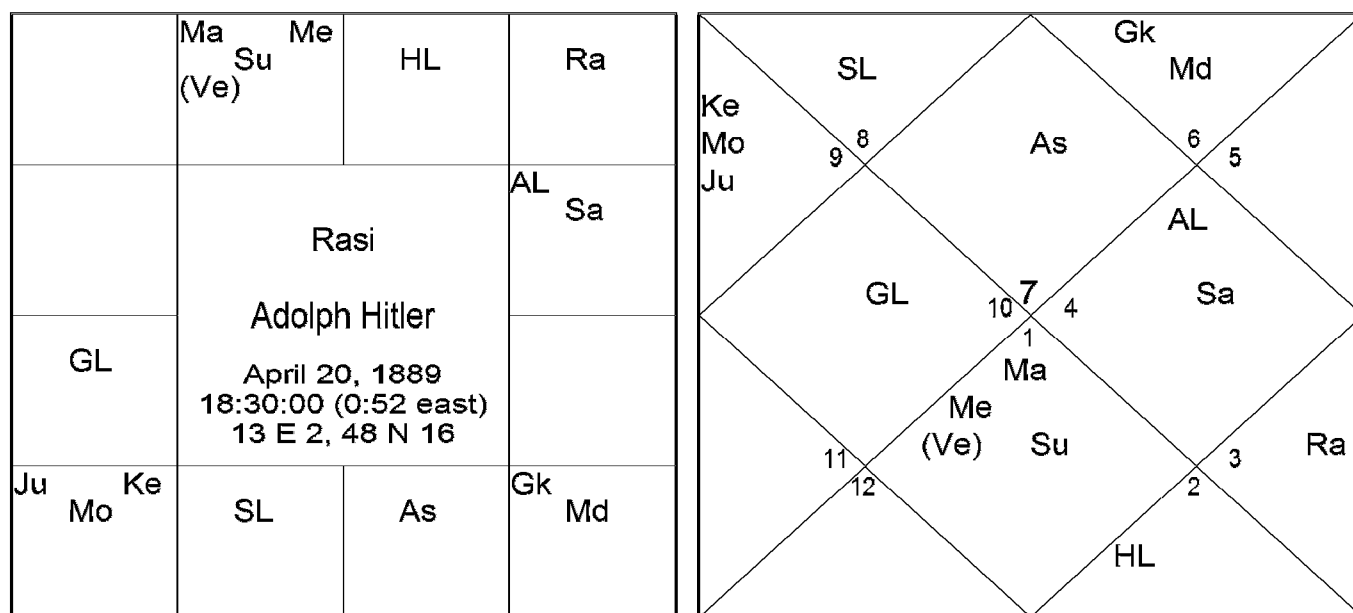 Ma Me
Su
(Ve)
HL
Ra
AL
Sa
Rasi
Adolph Hitler
April 20, 1889
18:30:00 (0:52 east)
13 E 2, 48 N 16
GL
Ju Ke
Mo
SL
As
Gk
Md
Gk
SL
Md
Ke
Mo
Ju
As
8
9
6
5
AL
GL
Sa
7
10
4
1
Ma
Me
(Ve)
Su
Ra
11
12
3
2
HL